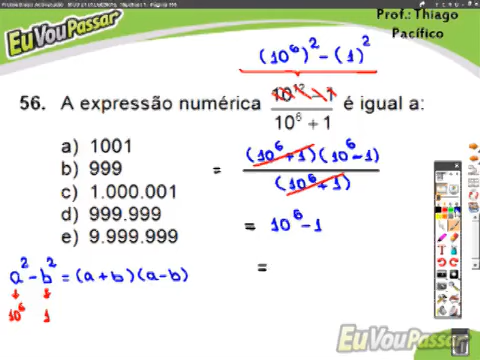 EuVouPassar
Prof.: Thiago
Pacífico
(10⁶)² − (1)²
56. A expressão numérica (10¹² − 1)/(10⁶ + 1) é igual a:
a) 1001
b) 999
c) 1.000.001
d) 999.999
e) 9.999.999
= (10⁶ + 1)(10⁶ − 1)
(10⁶ + 1)
= 10⁶ − 1
=
a² − b² = (a + b)(a − b)
10⁶ 1
EuVouPassar